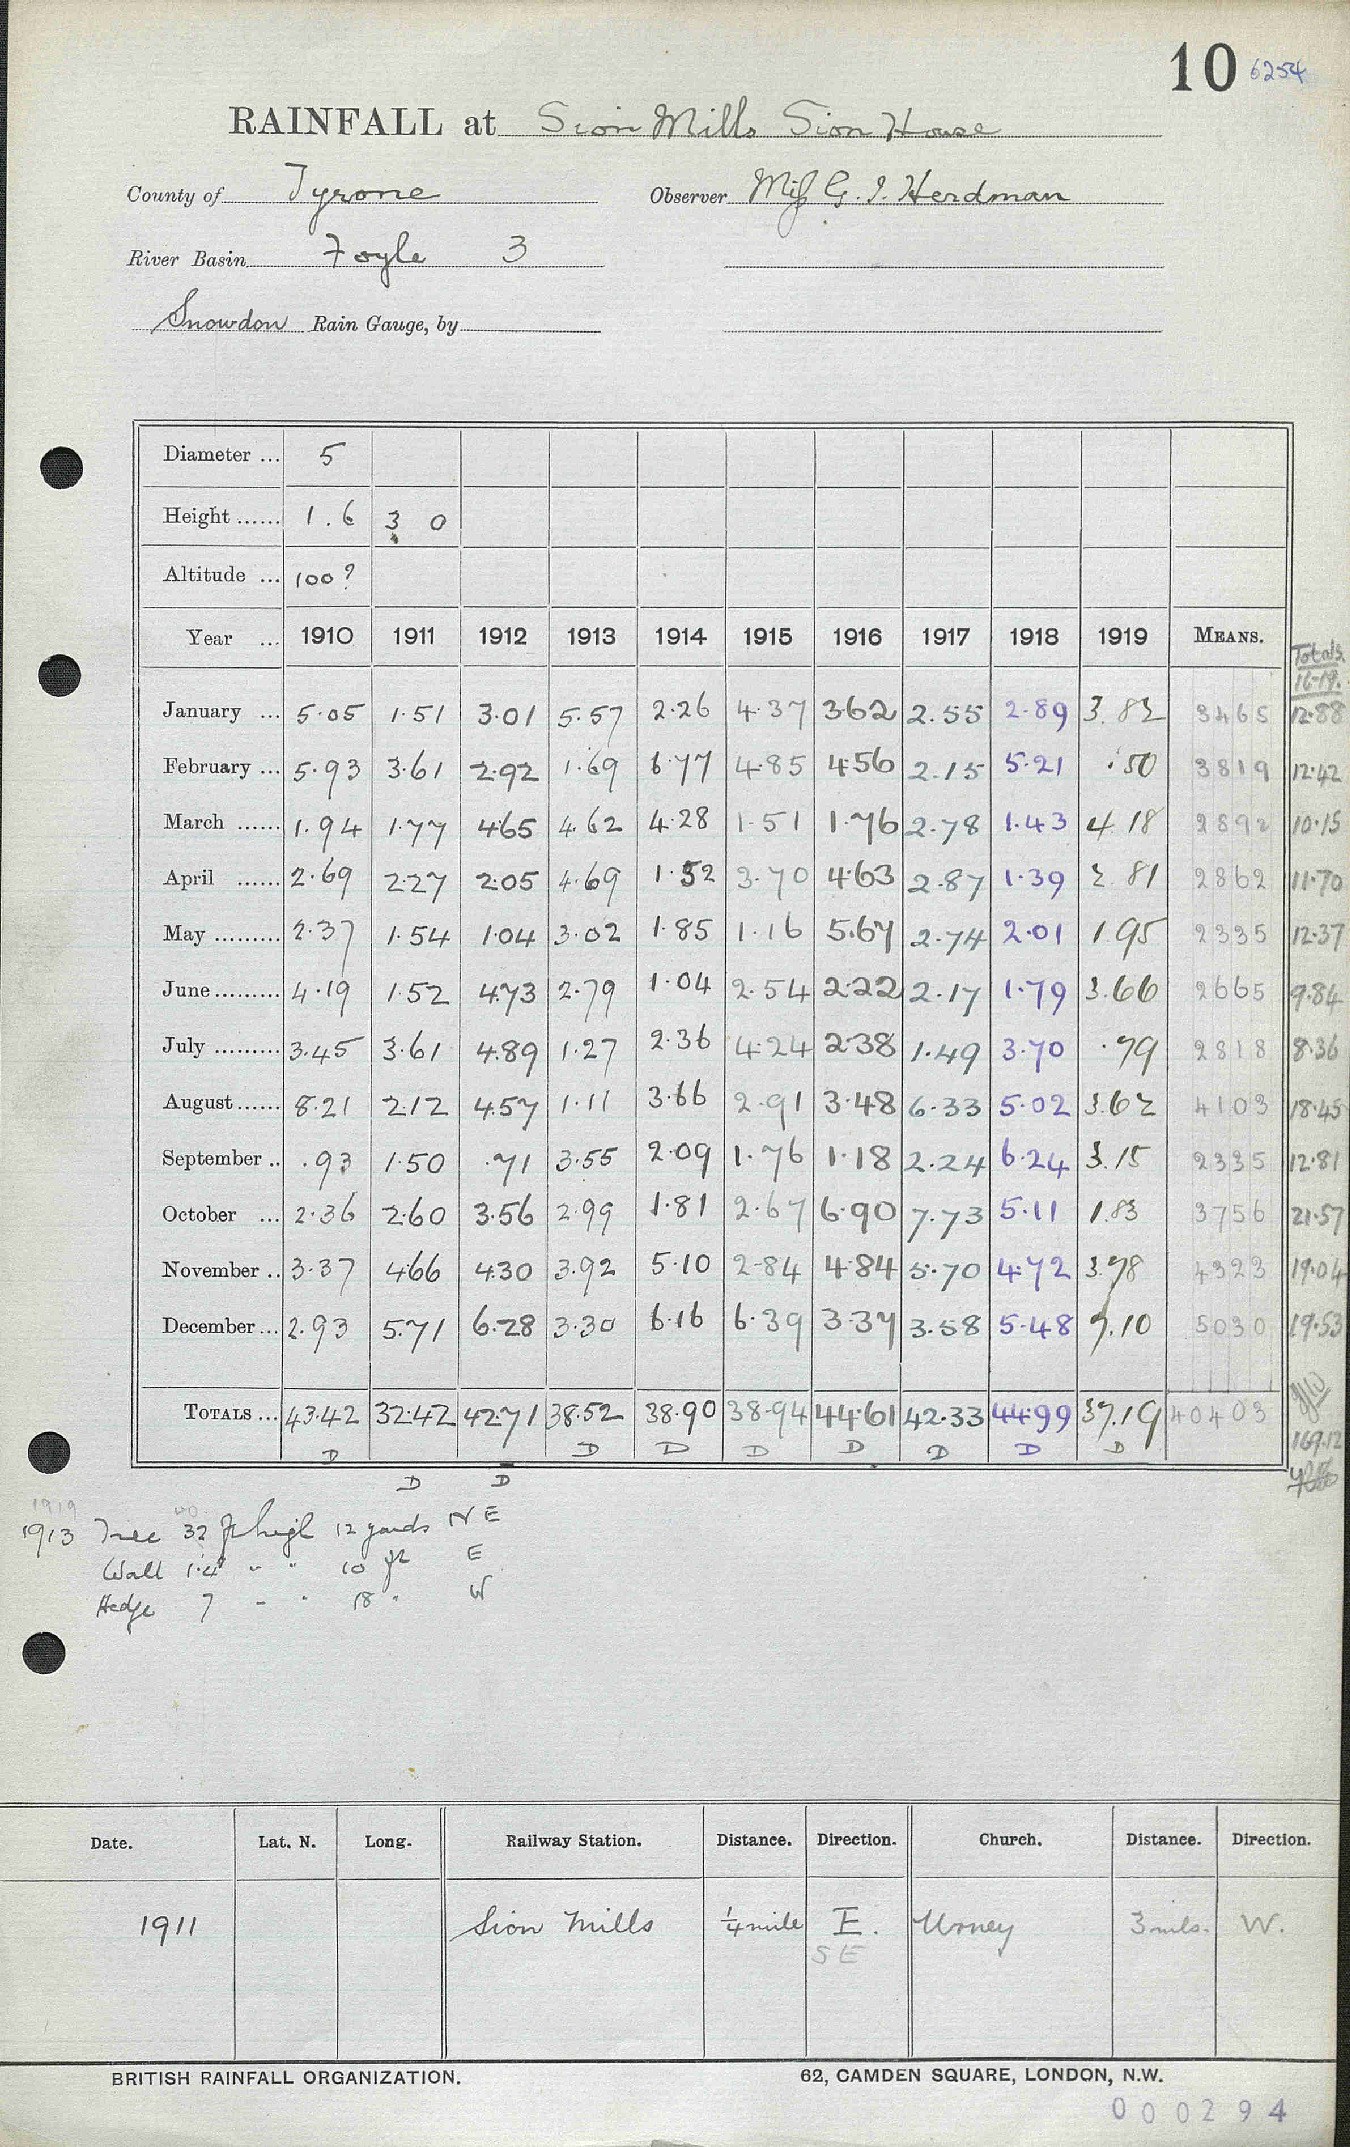 10 6254
RAINFALL at Sion Mills Sion House
County of Tyrone Observer Miss G. I. Herdman
River Basin Foyle 3
Snowdon Rain Gauge, by
Diameter ... 5
Height ...... 1.6 3 0
Altitude ... 100?
Year ... 1910 1911 1912 1913 1914 1915 1916 1917 1918 1919 MEANS. Totals 16-19.
January ... 5.05 1.51 3.01 5.57 2.26 4.37 3.62 2.55 2.89 3.82 3465 12.88
February ... 5.93 3.61 2.92 1.69 6.77 4.85 4.56 2.15 5.21 .50 3819 12.42
March ...... 1.94 1.77 4.65 4.62 4.28 1.51 1.76 2.78 1.43 4.18 2892 10.15
April ...... 2.69 2.27 2.05 4.69 1.52 3.70 4.63 2.87 1.39 2.81 2862 11.70
May ......... 2.37 1.54 1.04 3.02 1.85 1.16 5.67 2.74 2.01 1.95 2335 12.37
June ......... 4.19 1.52 4.73 2.79 1.04 2.54 2.22 2.17 1.79 3.66 2665 9.84
July ......... 3.45 3.61 4.89 1.27 2.36 4.24 2.38 1.49 3.70 .79 2818 8.36
August ...... 8.21 2.12 4.57 1.11 3.66 2.91 3.48 6.33 5.02 3.62 4103 18.45
September .. .93 1.50 .71 3.55 2.09 1.76 1.18 2.24 6.24 3.15 2335 12.81
October ... 2.36 2.60 3.56 2.99 1.81 2.67 6.90 7.73 5.11 1.83 3756 21.57
November .. 3.37 4.66 4.30 3.92 5.10 2.84 4.84 5.70 4.72 3.78 4323 19.04
December ... 2.93 5.71 6.28 3.30 6.16 6.39 3.37 3.58 5.48 7.10 5030 19.53
TOTALS ... 43.42 32.42 42.71 38.52 38.90 38.94 44.61 42.33 44.99 37.19 40403
D D D D D D D D 169.12
D D
1919
1913 Tree 32 ft high 12 yards N E
Wall 1.4 " " 10 ft E
Hedge 7 " " 18 " W
Date. Lat. N. Long. Railway Station. Distance. Direction. Church. Distance. Direction.
1911 Sion Mills ¼ mile E. Urney 3 mls. W.
S E
BRITISH RAINFALL ORGANIZATION. 62, CAMDEN SQUARE, LONDON, N.W.
000294